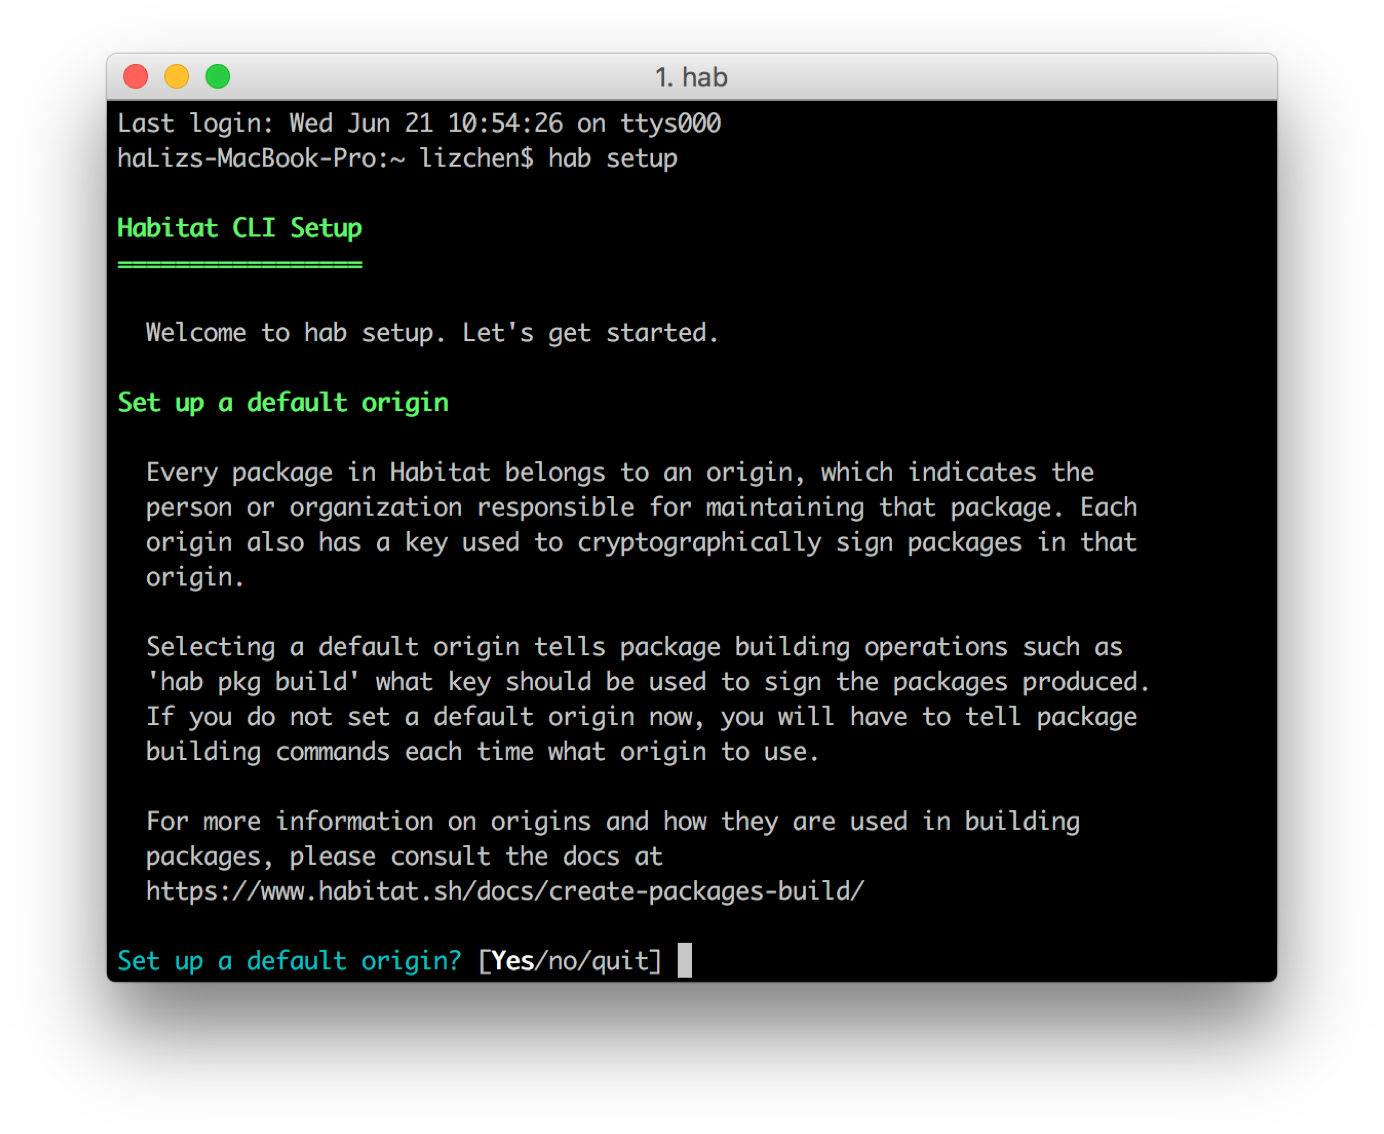 1. hab
Last login: Wed Jun 21 10:54:26 on ttys000
haLizs-MacBook-Pro:~ lizchen$ hab setup
Habitat CLI Setup
=================
Welcome to hab setup. Let's get started.
Set up a default origin
Every package in Habitat belongs to an origin, which indicates the
person or organization responsible for maintaining that package. Each
origin also has a key used to cryptographically sign packages in that
origin.
Selecting a default origin tells package building operations such as
'hab pkg build' what key should be used to sign the packages produced.
If you do not set a default origin now, you will have to tell package
building commands each time what origin to use.
For more information on origins and how they are used in building
packages, please consult the docs at
https://www.habitat.sh/docs/create-packages-build/
Set up a default origin? [Yes/no/quit]